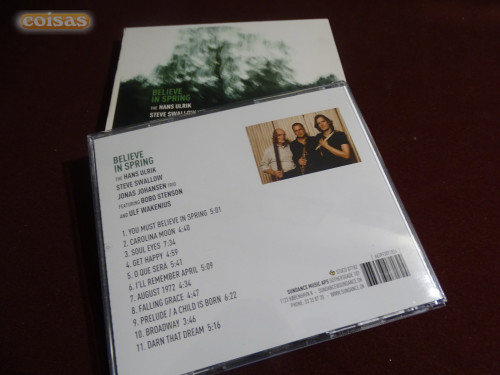 coisas
BELIEVE
IN SPRING
THE HANS ULRIK
STEVE SWALLOW
BELIEVE
IN SPRING
THE HANS ULRIK
STEVE SWALLOW
JONAS JOHANSEN TRIO
FEATURING BOBO STENSON
AND ULF WAKENIUS
1. YOU MUST BELIEVE IN SPRING 5:01
2. CAROLINA MOON 4:40
3. SOUL EYES 7:34
4. GET HAPPY 4:59
5. O QUE SERÁ 5:41
6. I'LL REMEMBER APRIL 5:09
7. AUGUST 1972 4:34
8. FALLING GRACE 4:47
9. PRELUDE / A CHILD IS BORN 6:22
10. BROADWAY 3:46
11. DARN THAT DREAM 5:16
SUNDANCE MUSIC APS